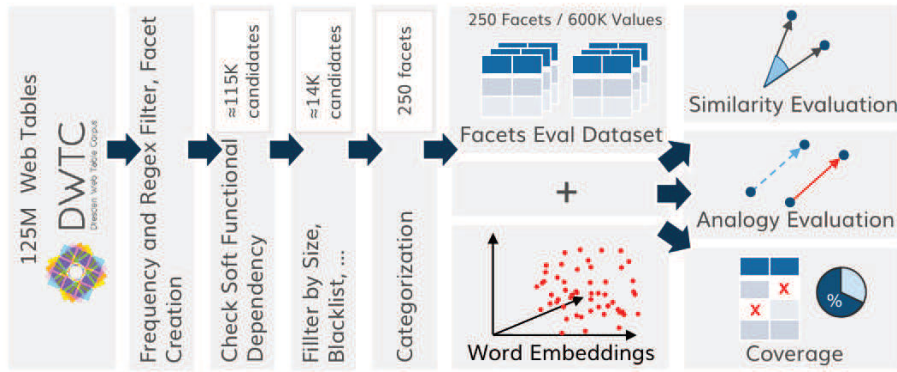 125M Web Tables
DWTC
Dresden Web Table Corpus
Frequency and Regex Filter, Facet
Creation
≈115K
candidates
Check Soft Functional
Dependency
≈14K
candidates
Fillter by Size,
Blacklist, ...
250 facets
Categorization
250 Facets / 600K Values
Facets Eval Dataset
+
Word Embeddings
Similarity Evaluation
Analogy Evaluation
X
X
%
Coverage